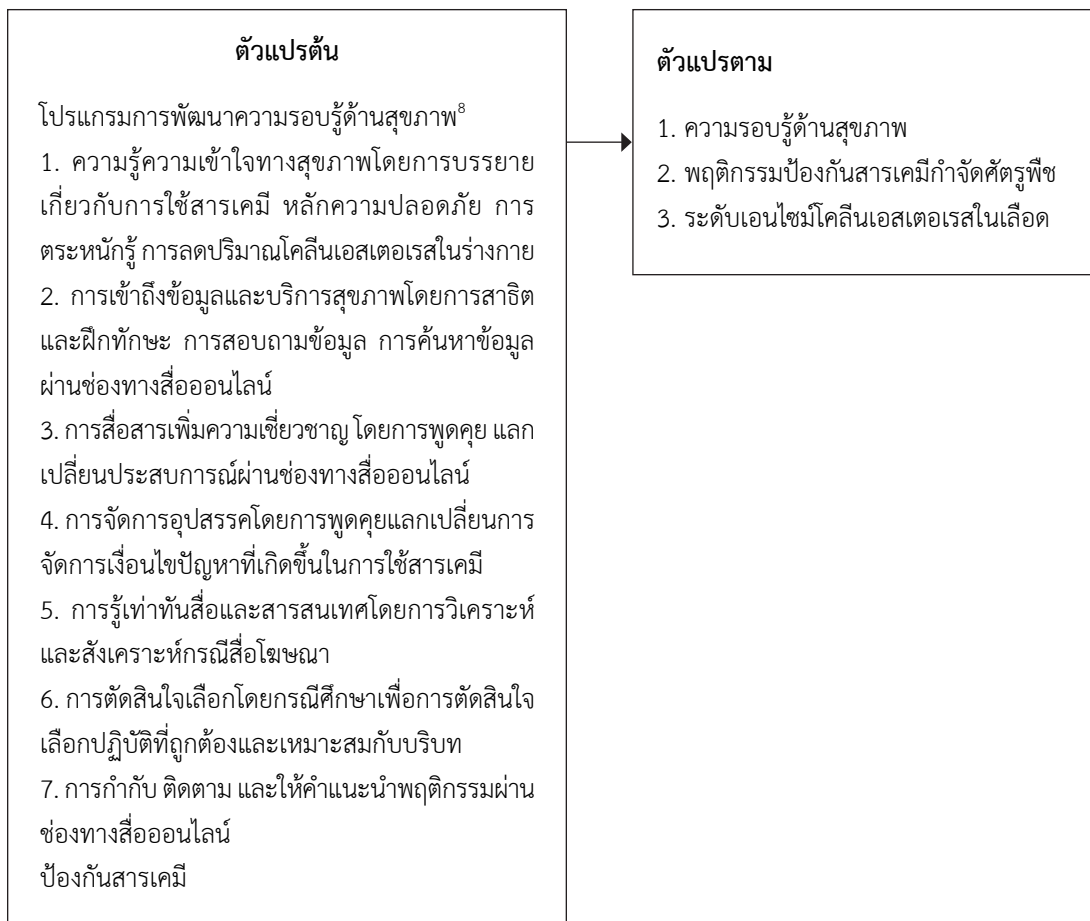 ตัวแปรต้น
โปรแกรมการพัฒนาความรอบรู้ด้านสุขภาพ⁸
1. ความรู้ความเข้าใจทางสุขภาพโดยการบรรยาย
เกี่ยวกับการใช้สารเคมี หลักความปลอดภัย การ
ตระหนักรู้ การลดปริมาณโคลีนเอสเตอเรสในร่างกาย
2. การเข้าถึงข้อมูลและบริการสุขภาพโดยการสาธิต
และฝึกทักษะ การสอบถามข้อมูล การค้นหาข้อมูล
ผ่านช่องทางสื่อออนไลน์
3. การสื่อสารเพิ่มความเชี่ยวชาญ โดยการพูดคุย แลก
เปลี่ยนประสบการณ์ผ่านช่องทางสื่อออนไลน์
4. การจัดการอุปสรรคโดยการพูดคุยแลกเปลี่ยนการ
จัดการเงื่อนไขปัญหาที่เกิดขึ้นในการใช้สารเคมี
5. การรู้เท่าทันสื่อและสารสนเทศโดยการวิเคราะห์
และสังเคราะห์กรณีสื่อโฆษณา
6. การตัดสินใจเลือกโดยกรณีศึกษาเพื่อการตัดสินใจ
เลือกปฏิบัติที่ถูกต้องและเหมาะสมกับบริบท
7. การกำกับ ติดตาม และให้คำแนะนำพฤติกรรมผ่าน
ช่องทางสื่อออนไลน์
ป้องกันสารเคมี
ตัวแปรตาม
1. ความรอบรู้ด้านสุขภาพ
2. พฤติกรรมป้องกันสารเคมีกำจัดศัตรูพืช
3. ระดับเอนไซม์โคลีนเอสเตอเรสในเลือด